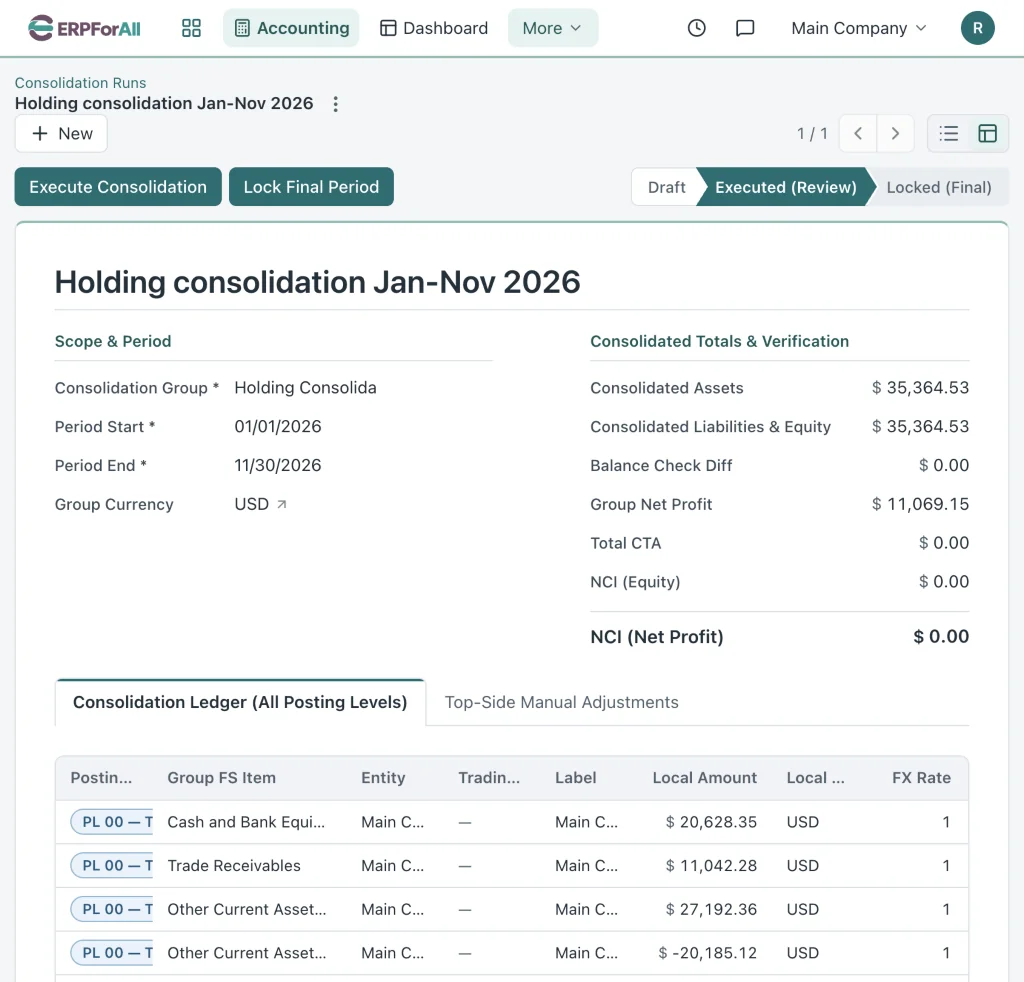 ERPForAll Accounting Dashboard More Main Company R
Consolidation Runs
Holding consolidation Jan-Nov 2026
New 1 / 1
Execute Consolidation Lock Final Period Draft Executed (Review) Locked (Final)
Holding consolidation Jan-Nov 2026
Scope & Period
Consolidation Group * Holding Consolida
Period Start * 01/01/2026
Period End * 11/30/2026
Group Currency USD
Consolidated Totals & Verification
Consolidated Assets $ 35,364.53
Consolidated Liabilities & Equity $ 35,364.53
Balance Check Diff $ 0.00
Group Net Profit $ 11,069.15
Total CTA $ 0.00
NCI (Equity) $ 0.00
NCI (Net Profit) $ 0.00
Consolidation Ledger (All Posting Levels) Top-Side Manual Adjustments
Postin... Group FS Item Entity Tradin... Label Local Amount Local ... FX Rate
PL 00 — T Cash and Bank Equi... Main C... — Main C... $ 20,628.35 USD 1
PL 00 — T Trade Receivables Main C... — Main C... $ 11,042.28 USD 1
PL 00 — T Other Current Asset... Main C... — Main C... $ 27,192.36 USD 1
PL 00 — T Other Current Asset... Main C... — Main C... $ -20,185.12 USD 1